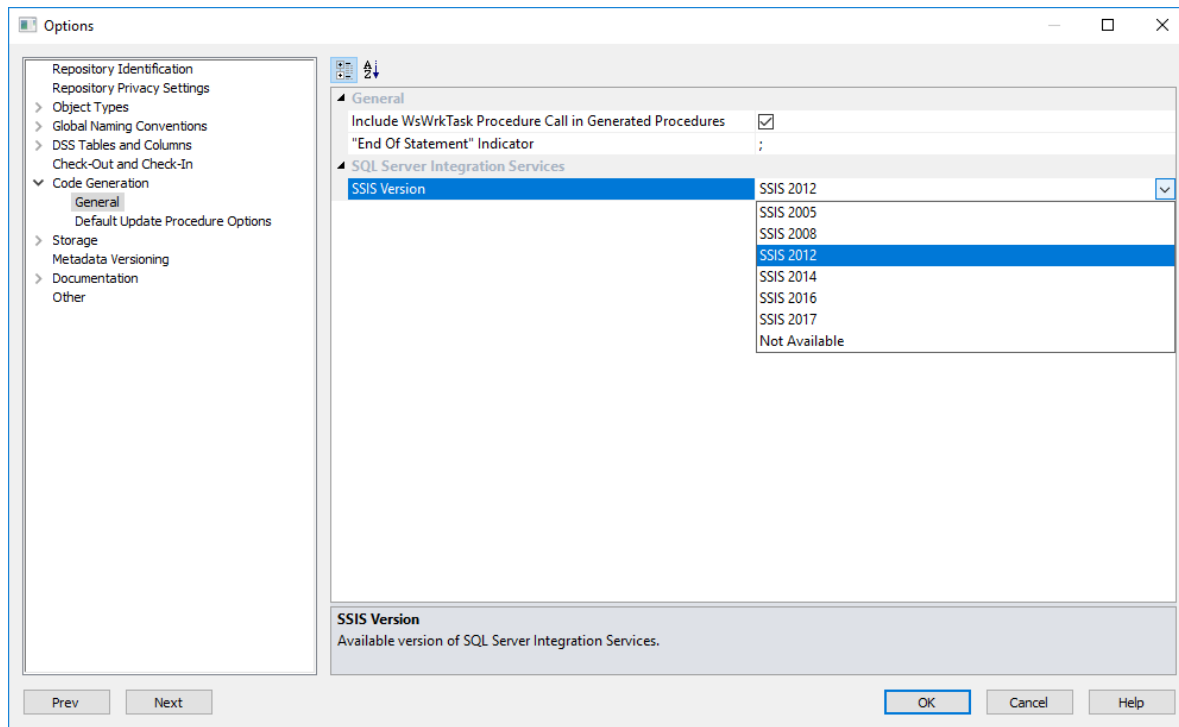 Options
Repository Identification
Repository Privacy Settings
Object Types
Global Naming Conventions
DSS Tables and Columns
Check-Out and Check-In
Code Generation
General
Default Update Procedure Options
Storage
Metadata Versioning
Documentation
Other
General
Include WsWrkTask Procedure Call in Generated Procedures
"End Of Statement" Indicator ;
SQL Server Integration Services
SSIS Version SSIS 2012
SSIS 2005
SSIS 2008
SSIS 2012
SSIS 2014
SSIS 2016
SSIS 2017
Not Available
SSIS Version
Available version of SQL Server Integration Services.
Prev Next OK Cancel Help